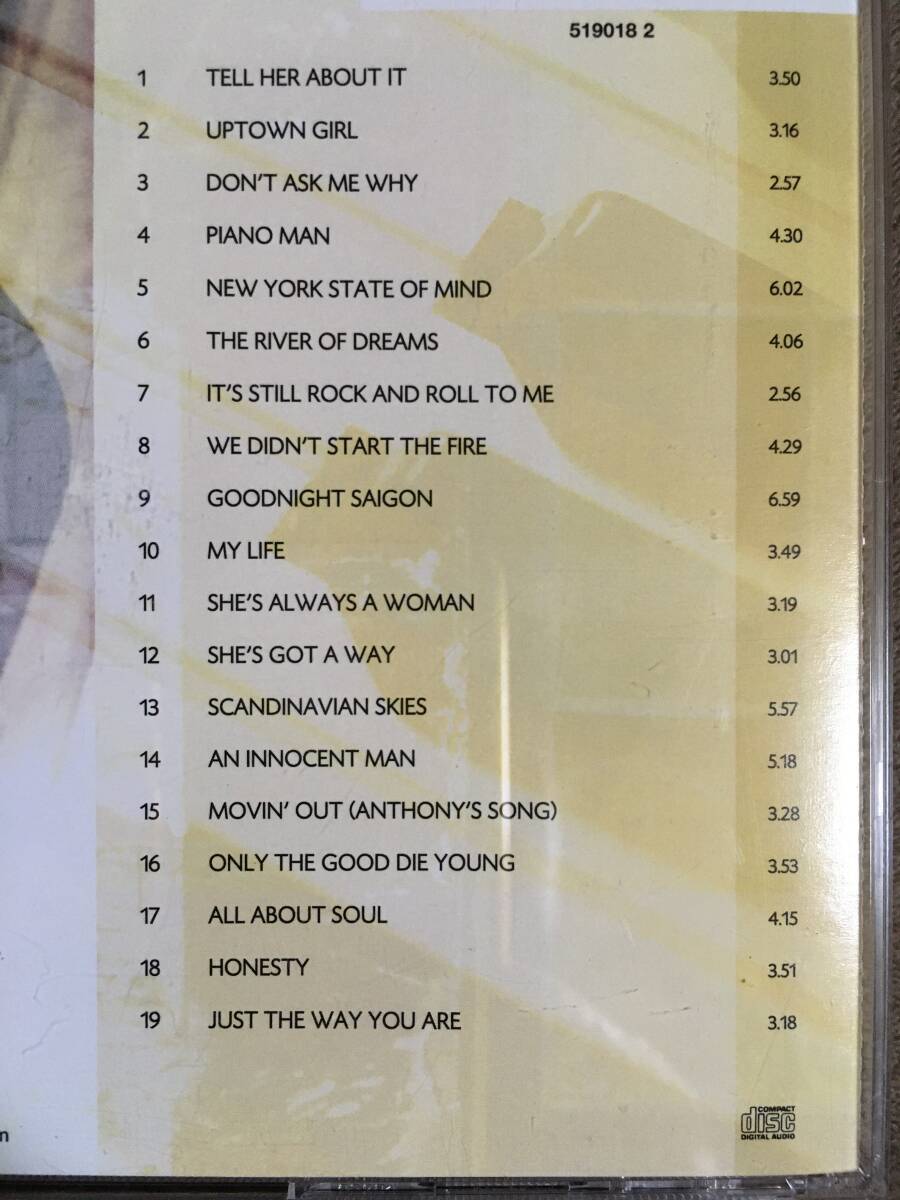 519018 2
1 TELL HER ABOUT IT 3.50
2 UPTOWN GIRL 3.16
3 DON'T ASK ME WHY 2.57
4 PIANO MAN 4.30
5 NEW YORK STATE OF MIND 6.02
6 THE RIVER OF DREAMS 4.06
7 IT'S STILL ROCK AND ROLL TO ME 2.56
8 WE DIDN'T START THE FIRE 4.29
9 GOODNIGHT SAIGON 6.59
10 MY LIFE 3.49
11 SHE'S ALWAYS A WOMAN 3.19
12 SHE'S GOT A WAY 3.01
13 SCANDINAVIAN SKIES 5.57
14 AN INNOCENT MAN 5.18
15 MOVIN' OUT (ANTHONY'S SONG) 3.28
16 ONLY THE GOOD DIE YOUNG 3.53
17 ALL ABOUT SOUL 4.15
18 HONESTY 3.51
19 JUST THE WAY YOU ARE 3.18
COMPACT
disc
DIGITAL AUDIO